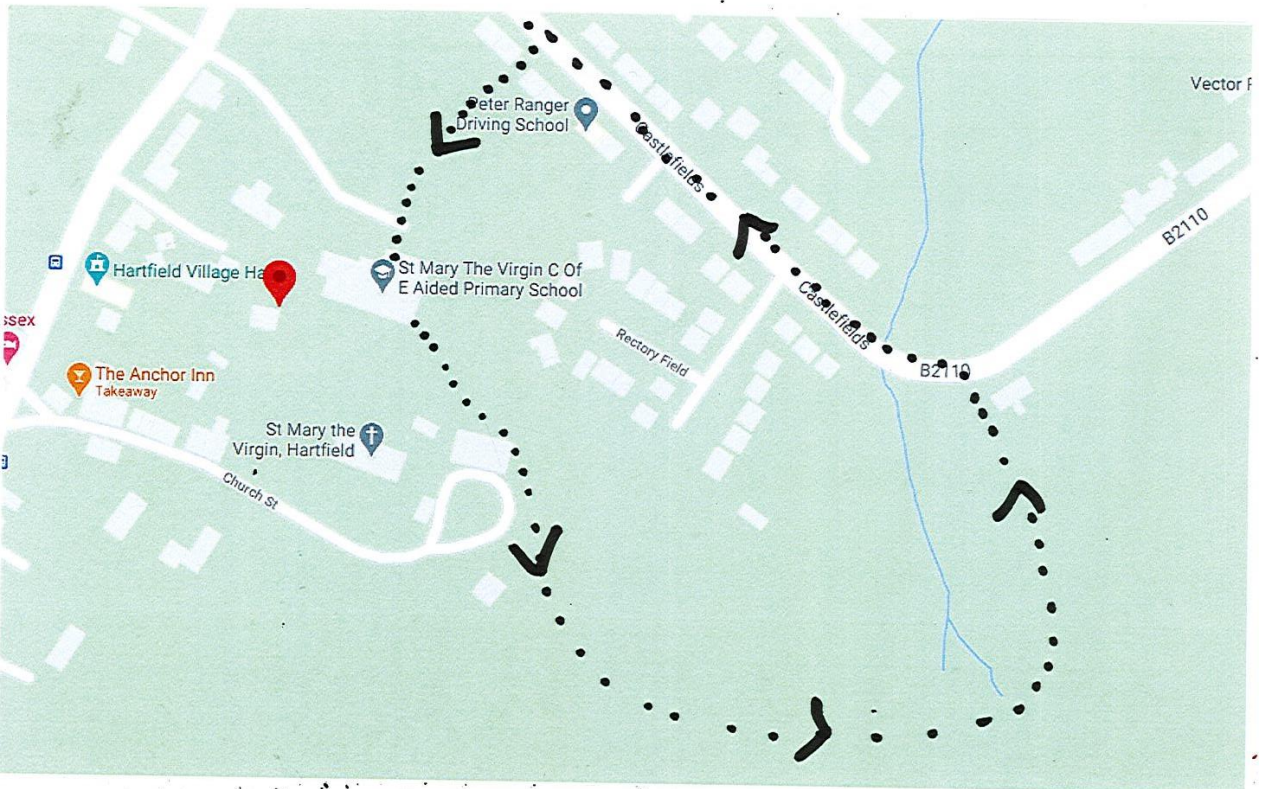 Vector F
Peter Ranger
Driving School
Castlefields
B2110
Hartfield Village Ha
St Mary The Virgin C Of
E Aided Primary School
Castlefields
ssex
Rectory Field
B2110
The Anchor Inn
Takeaway
St Mary the
Virgin, Hartfield
Church St